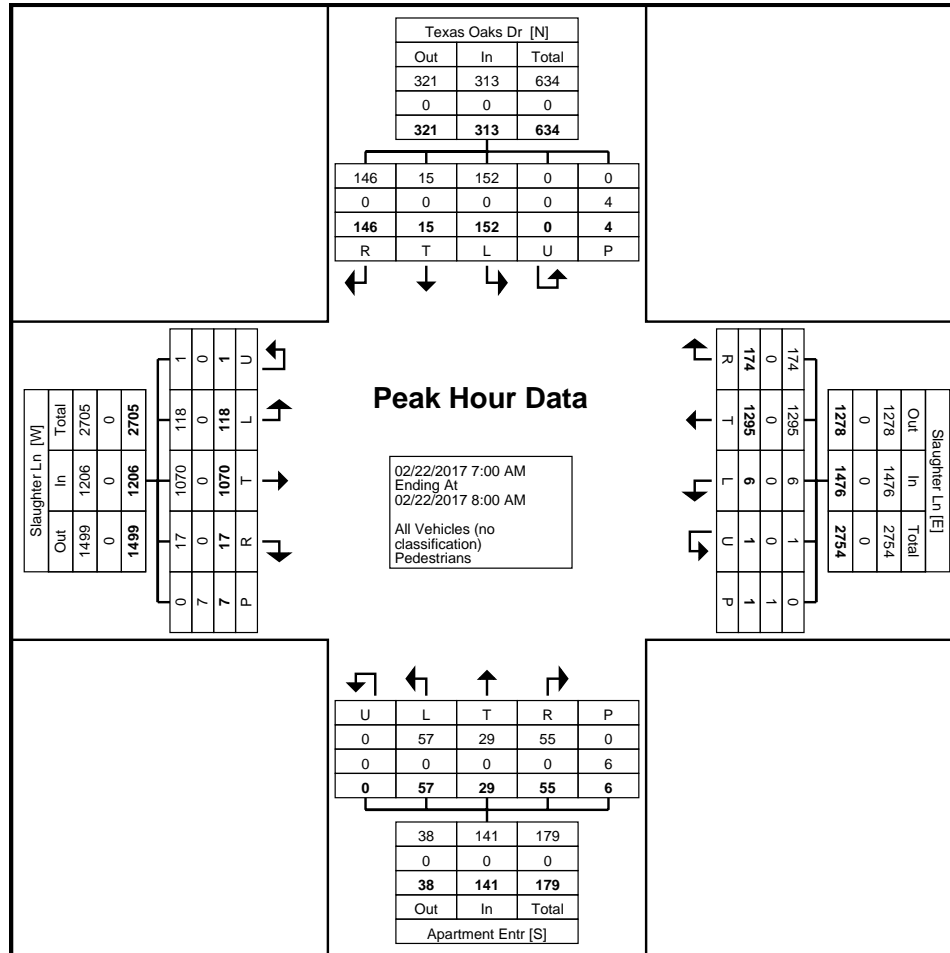 Texas Oaks Dr [N]
Out In Total
321 313 634
0 0 0
321 313 634
146 15 152 0 0
0 0 0 0 4
146 15 152 0 4
R T L U P
Slaughter Ln [W]
Total In Out
2705 1206 1499
0 0 0
2705 1206 1499
1 118 1070 17 0
0 0 0 0 7
1 118 1070 17 7
U L T R P
Peak Hour Data
02/22/2017 7:00 AM
Ending At
02/22/2017 8:00 AM
All Vehicles (no
classification)
Pedestrians
R T L U P
174 1295 6 1 1
0 0 0 0 1
174 1295 6 1 0
Slaughter Ln [E]
Out In Total
1278 1476 2754
0 0 0
1278 1476 2754
U L T R P
0 57 29 55 0
0 0 0 0 6
0 57 29 55 6
38 141 179
0 0 0
38 141 179
Out In Total
Apartment Entr [S]